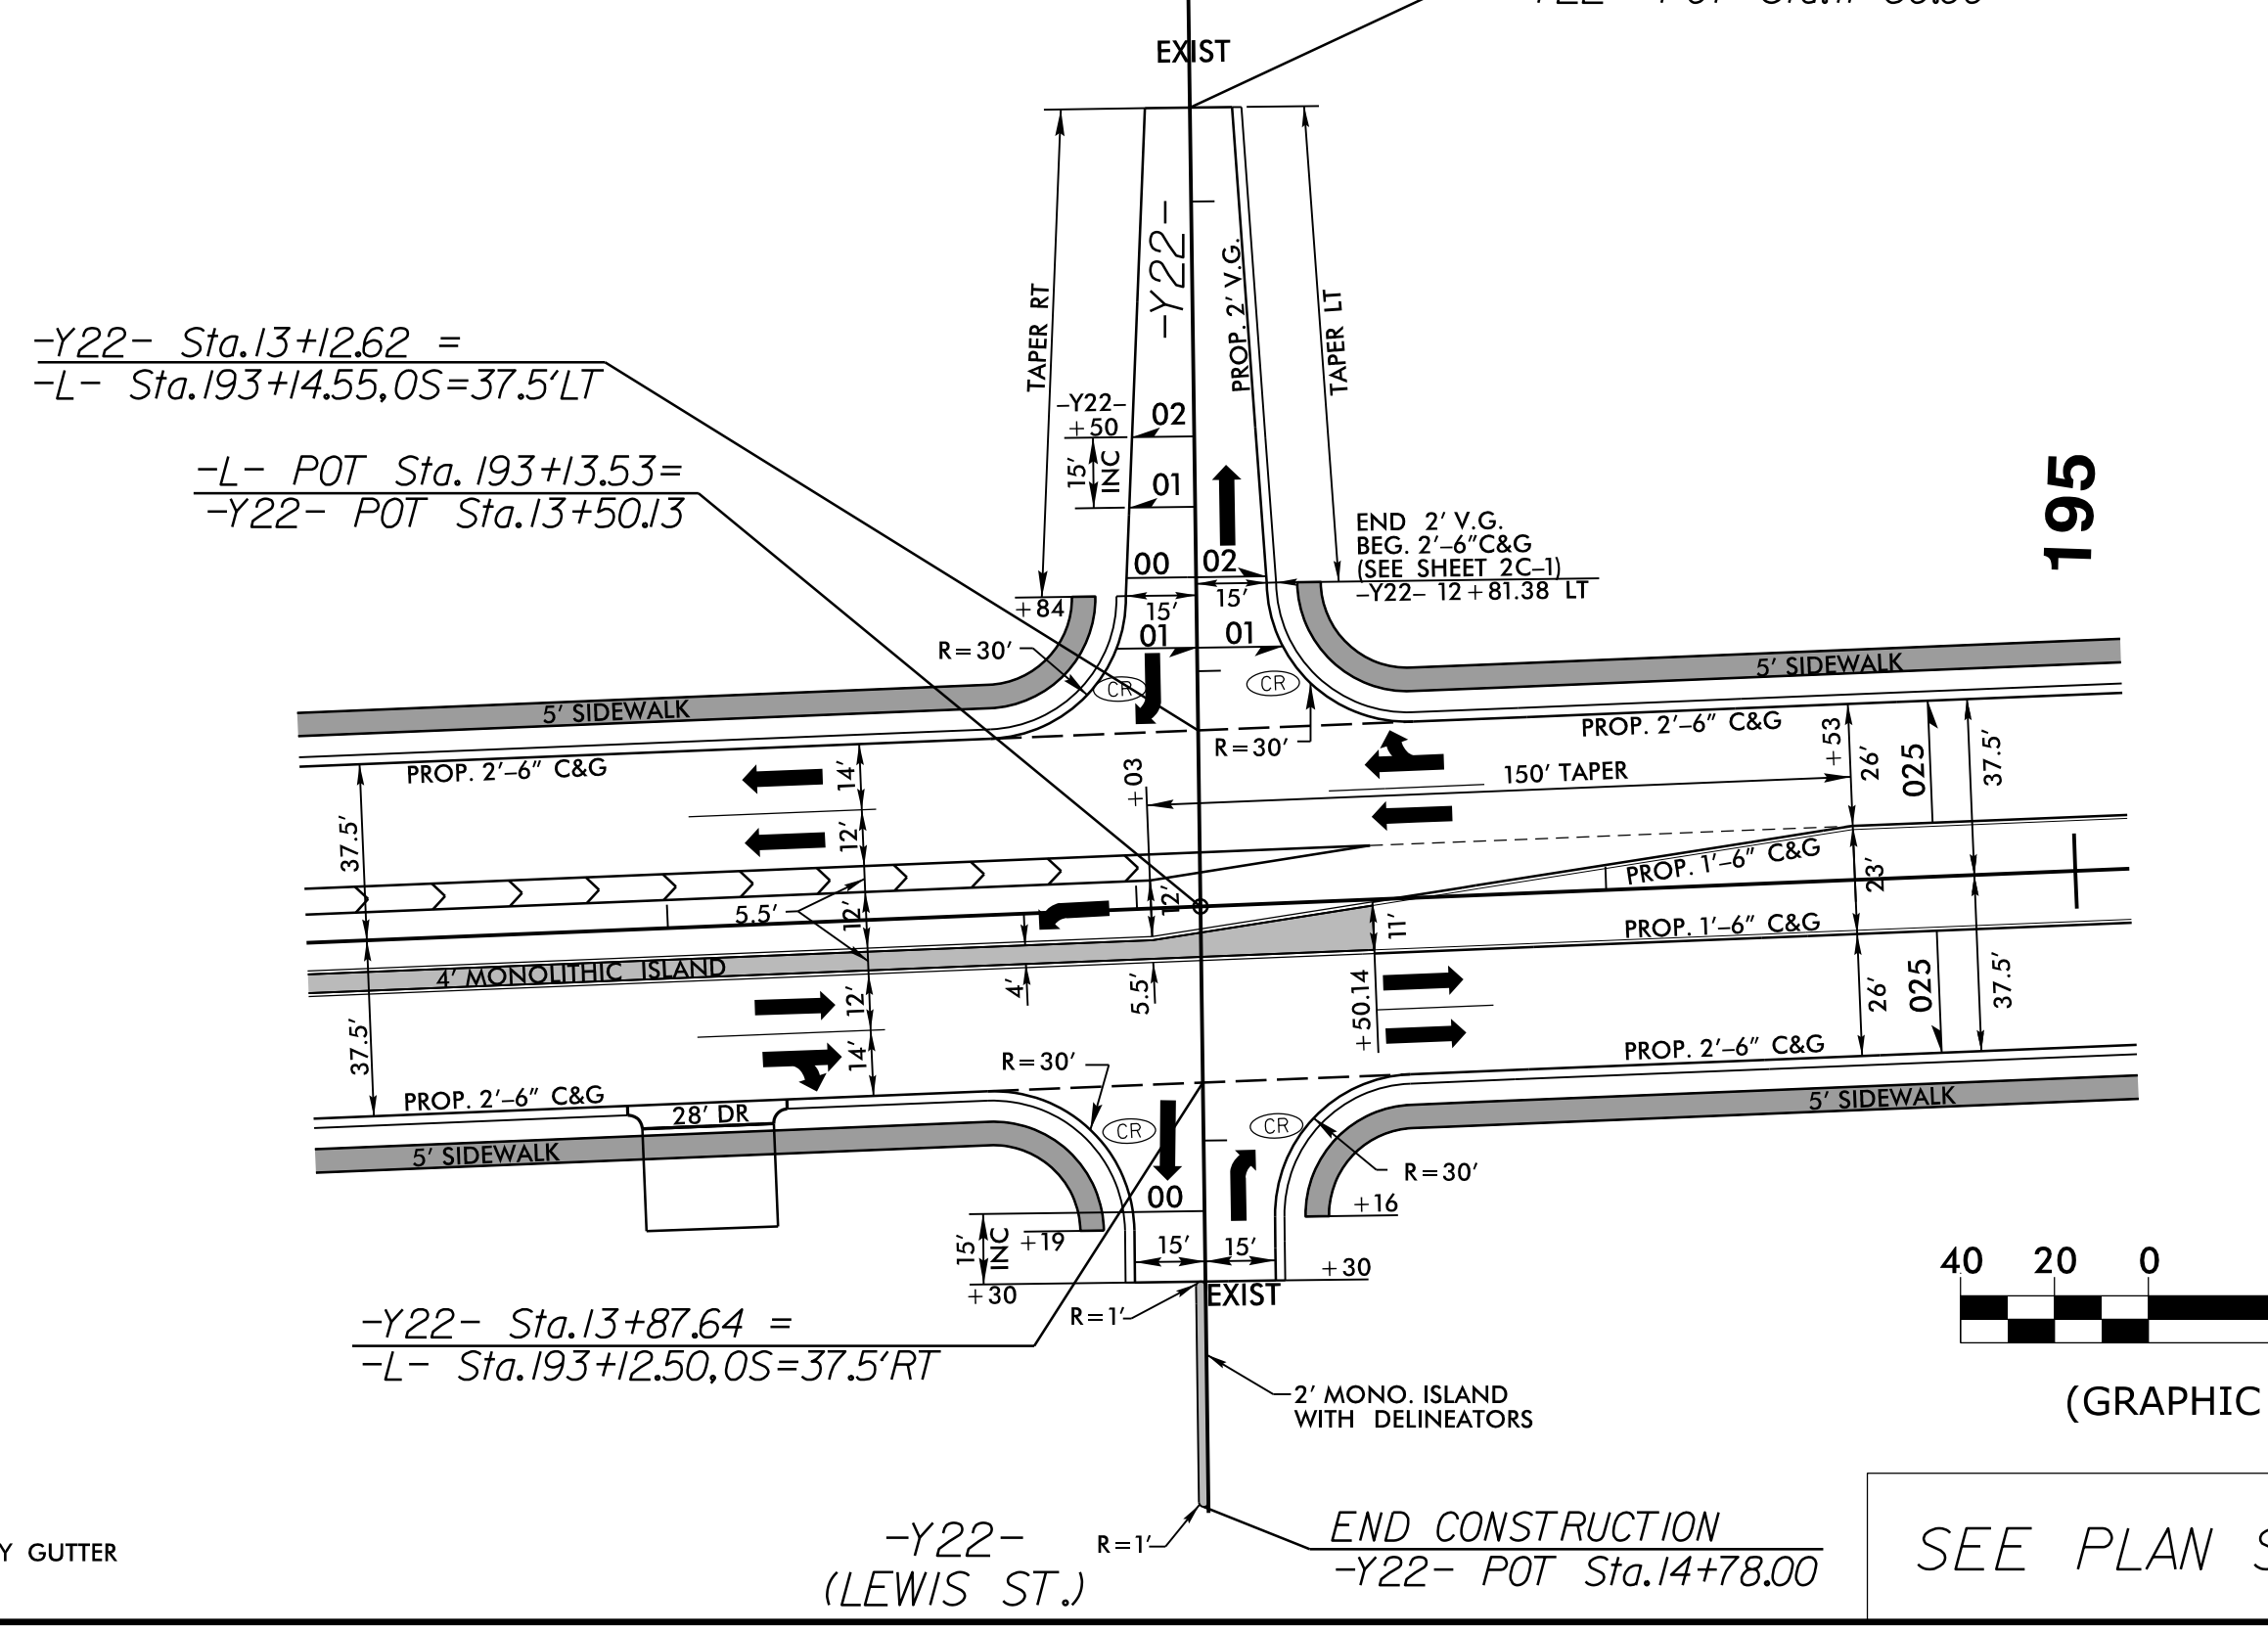 EXIST
-Y22- Sta.13+12.62 =
-L- Sta.193+14.55,OS=37.5'LT
-L- POT Sta. 193+13.53=
-Y22- POT Sta.13+50.13
TAPER RT
-Y22-
PROP. 2' V.G.
TAPER LT
-Y22-
+50
02
15'
INC
01
195
END 2' V.G.
BEG. 2'-6"C&G
(SEE SHEET 2C-1)
-Y22- 12+81.38 LT
00
02
+84
15'
15'
01
01
R=30'
CR
CR
5' SIDEWALK
5' SIDEWALK
PROP. 2'-6" C&G
PROP. 2'-6" C&G
R=30'
+53
26'
025
37.5'
14'
+03
150' TAPER
37.5'
12'
PROP. 1'-6" C&G
23'
5.5'
12'
12'
11'
PROP. 1'-6" C&G
4' MONOLITHIC ISLAND
4'
5.5'
12'
+50.14
26'
025
37.5'
37.5'
14'
R=30'
PROP. 2'-6" C&G
PROP. 2'-6" C&G
28' DR
CR
CR
5' SIDEWALK
5' SIDEWALK
R=30'
00
+16
15'
INC
+19
15'
15'
+30
+30
EXIST
R=1'
40 20 0
-Y22- Sta.13+87.64 =
-L- Sta.193+12.50,OS=37.5'RT
2' MONO. ISLAND
WITH DELINEATORS
(GRAPHIC
Y GUTTER
-Y22-
(LEWIS ST.)
R=1'
END CONSTRUCTION
-Y22- POT Sta.14+78.00
SEE PLAN